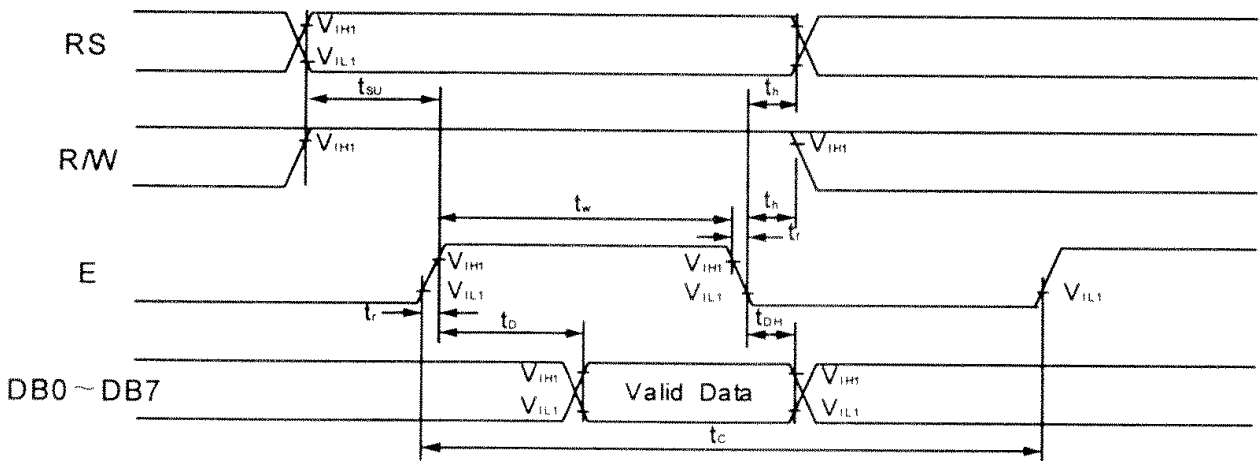 RS
VIH1
VIL1
tsu
th
R/W
VIH1
VIH1
tw
th
tf
E
VIH1
VIL1
VIH1
VIL1
VIL1
tr
tD
tDH
DB0~DB7
VIH1
VIL1
Valid Data
VIH1
VIL1
tc